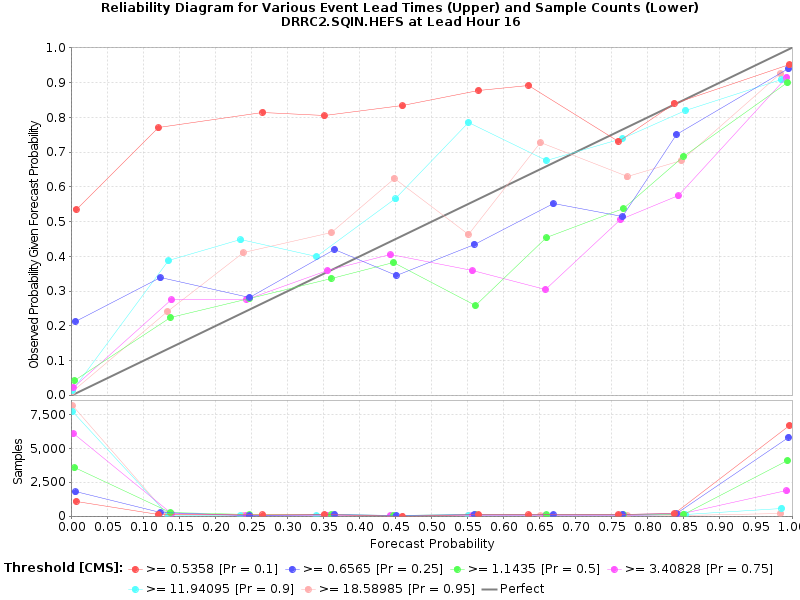 Reliability Diagram for Various Event Lead Times (Upper) and Sample Counts (Lower)
DRRC2.SQIN.HEFS at Lead Hour 16
Observed Probability Given Forecast Probability
1.0
0.9
0.8
0.7
0.6
0.5
0.4
0.3
0.2
0.1
0.0
Samples
7,500
5,000
2,500
0
0.00 0.05 0.10 0.15 0.20 0.25 0.30 0.35 0.40 0.45 0.50 0.55 0.60 0.65 0.70 0.75 0.80 0.85 0.90 0.95 1.00
Forecast Probability
Threshold [CMS]: >= 0.5358 [Pr = 0.1] >= 0.6565 [Pr = 0.25] >= 1.1435 [Pr = 0.5] >= 3.40828 [Pr = 0.75]
>= 11.94095 [Pr = 0.9] >= 18.58985 [Pr = 0.95] Perfect